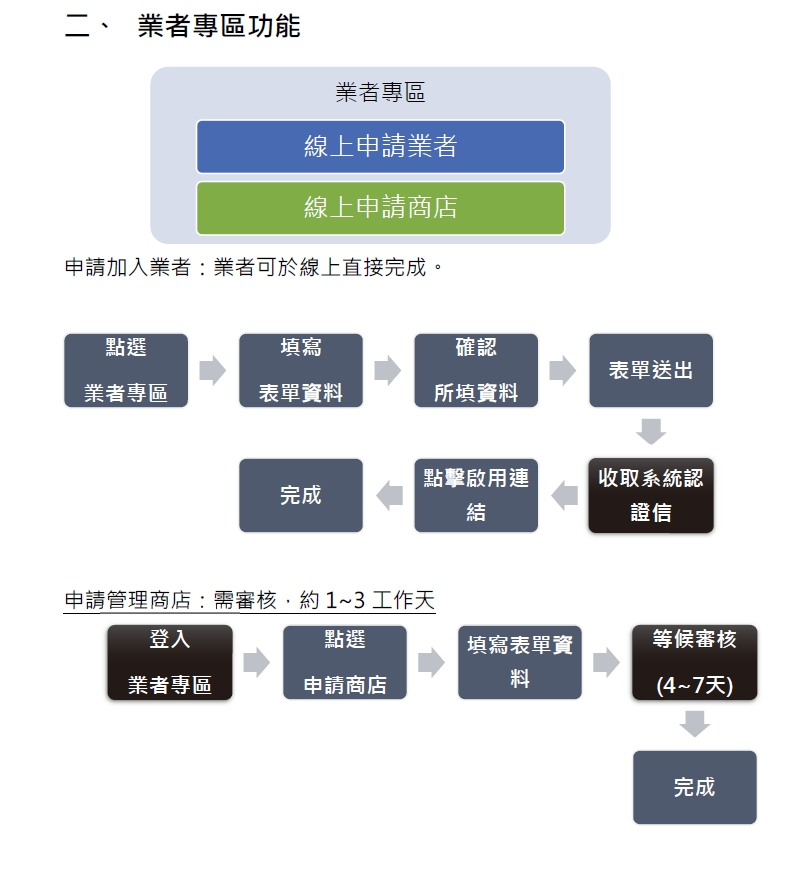 二、 業者專區功能
業者專區
線上申請業者
線上申請商店
申請加入業者：業者可於線上直接完成。
點選
業者專區
填寫
表單資料
確認
所填資料
表單送出
收取系統認
證信
點擊啟用連
結
完成
申請管理商店：需審核，約 1~3 工作天
登入
業者專區
點選
申請商店
填寫表單資
料
等候審核
(4~7天)
完成